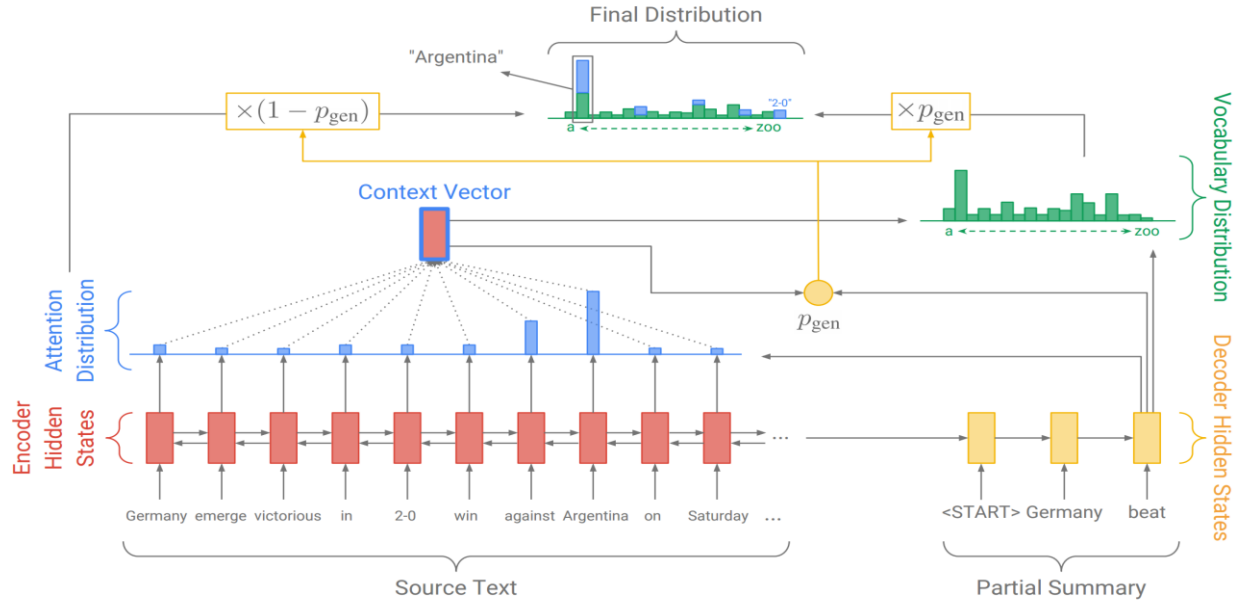 Final Distribution
"Argentina"
×(1 − p_gen)
"2-0"
×p_gen
a
zoo
Context Vector
a
zoo
Vocabulary Distribution
Attention
Distribution
p_gen
Encoder
Hidden
States
...
Decoder Hidden States
Germany emerge victorious in 2-0 win against Argentina on Saturday ...
<START> Germany beat
Source Text
Partial Summary